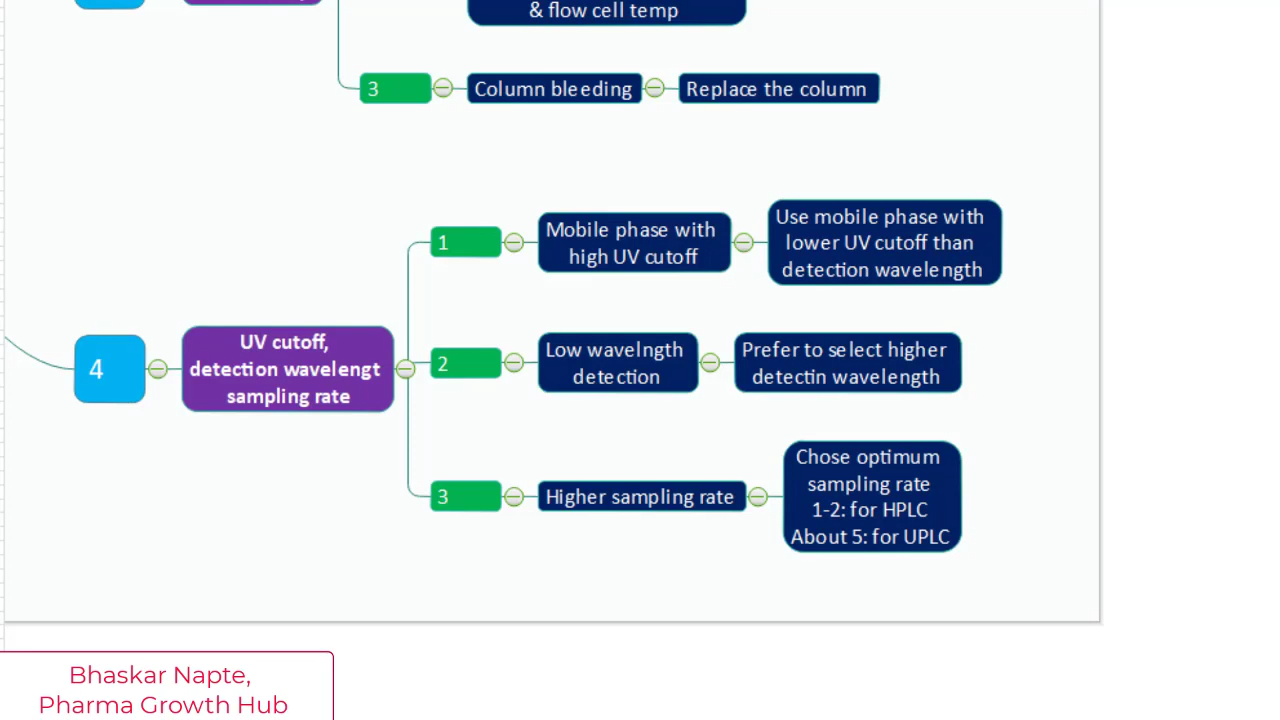 & flow cell temp
3
Column bleeding
Replace the column
1
Mobile phase with
high UV cutoff
Use mobile phase with
lower UV cutoff than
detection wavelength
4
UV cutoff,
detection wavelengt
sampling rate
2
Low wavelngth
detection
Prefer to select higher
detectin wavelength
3
Higher sampling rate
Chose optimum
sampling rate
1-2: for HPLC
About 5: for UPLC
Bhaskar Napte,
Pharma Growth Hub